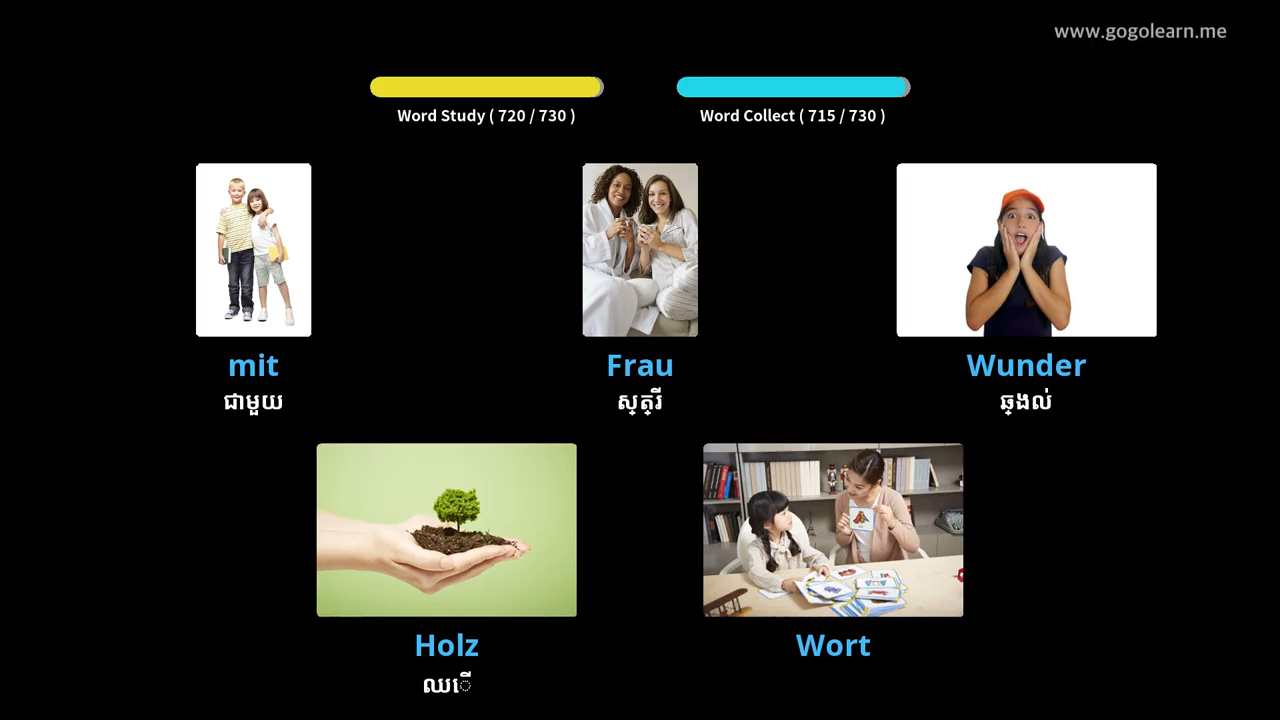 www.gogolearn.me
Word Study ( 720 / 730 )
Word Collect ( 715 / 730 )
mit
Frau
Wunder
ជាមួយ
ស្ត្រី
ឆ្ងល់
Holz
Wort
ឈើ